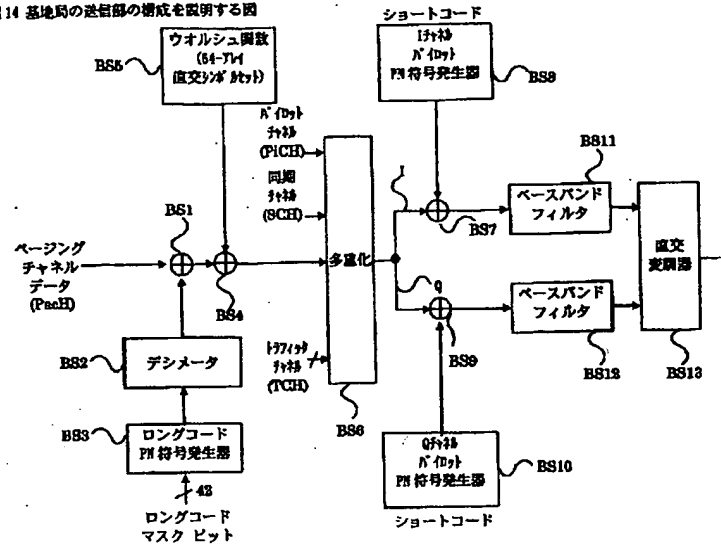 14 基地局の送信部の構成を説明する図
ショートコード
ウオルシュ関数
(64-アレイ
直交シンボルセット)
BS5
Iチャネル
パイロット
PN 符号発生器
BS8
パイロット
チャネル
(PiCH)
同期
チャネル
(SCH)
BS11
ベースバンド
フィルタ
BS1
I
BS7
ページング
チャネル
データ
(PacH)
BS4
多重化
直交
変調器
Q
ベースバンド
フィルタ
BS9
BS12
BS13
BS2
デシメータ
トラフィック
チャネル
(TCH)
BS6
BS3
ロングコード
PN 符号発生器
42
ロングコード
マスク ビット
Qチャネル
パイロット
PN 符号発生器
BS10
ショートコード